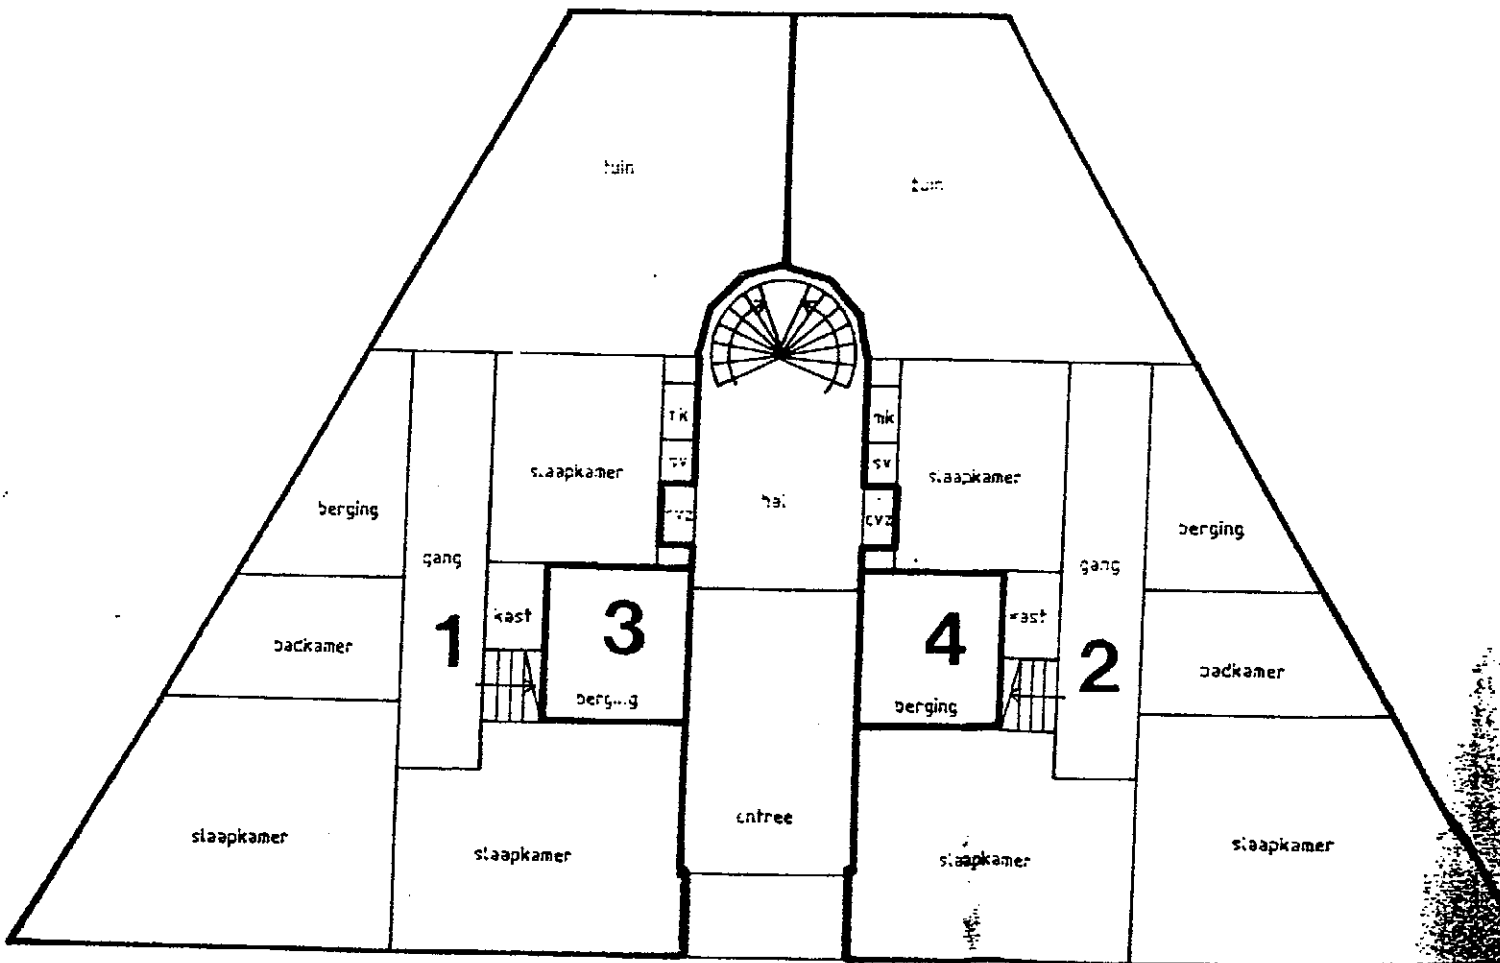 tuin
tuin
mk
sv
slaapkamer
hal
mk
sv
cvz
slaapkamer
berging
gang
berging
gang
kast
kast
1
3
4
2
badkamer
badkamer
berging
berging
entree
slaapkamer
slaapkamer
slaapkamer
slaapkamer